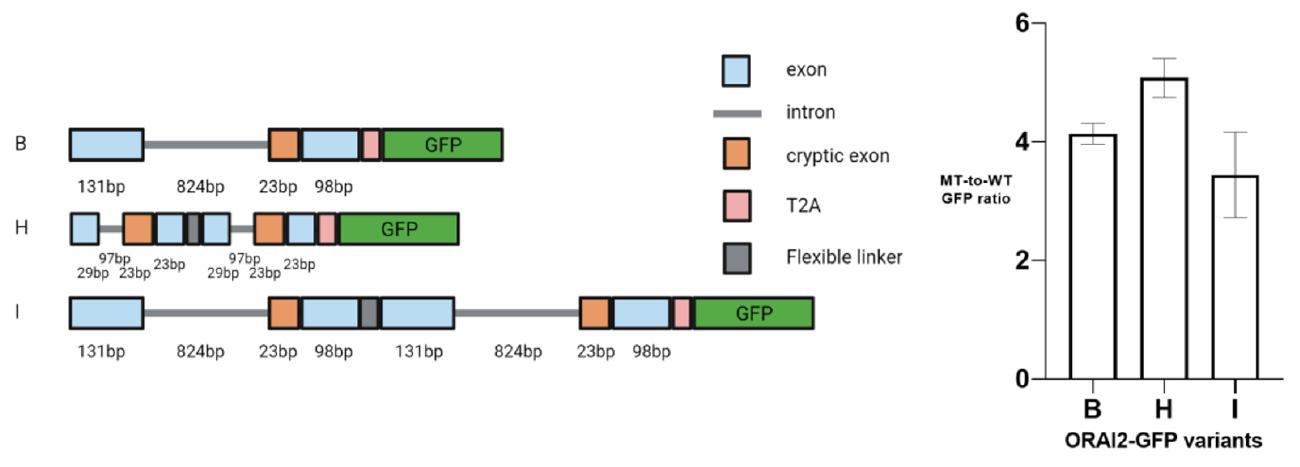 B
GFP
131bp
824bp
23bp
98bp
H
GFP
29bp
97bp
23bp
23bp
29bp
97bp
23bp
23bp
I
GFP
131bp
824bp
23bp
98bp
131bp
824bp
23bp
98bp
exon
intron
cryptic exon
T2A
Flexible linker
MT-to-WT
GFP ratio
6
4
2
0
B
H
I
ORAI2-GFP variants